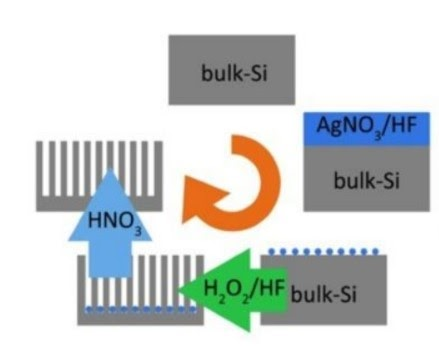 bulk-Si
AgNO₃/HF
bulk-Si
HNO₃
H₂O₂/HF
bulk-Si